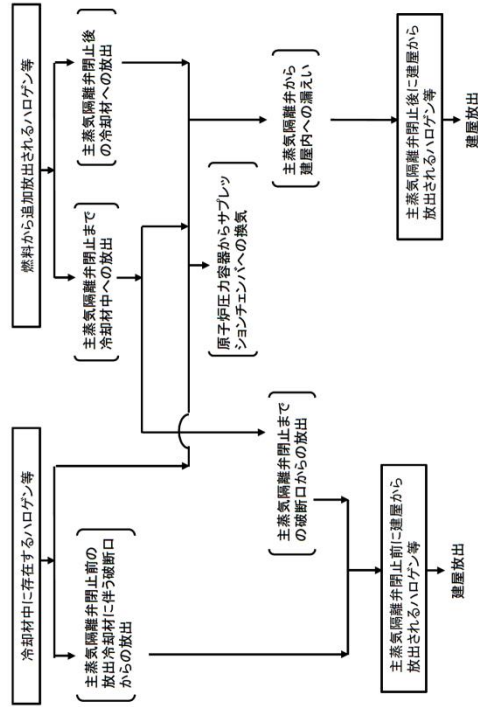 冷却材中に存在するハロゲン等
燃料から追加放出されるハロゲン等
主蒸気隔離弁閉止前の
放出冷却材に伴う破断口
からの放出
主蒸気隔離弁閉止まで
冷却材中への放出
主蒸気隔離弁閉止後
の冷却材への放出
主蒸気隔離弁閉止まで
の破断口からの放出
原子炉圧力容器からサプレッ
ションチェンバへの換気
主蒸気隔離弁から
建屋内への漏えい
主蒸気隔離弁閉止前に建屋から
放出されるハロゲン等
主蒸気隔離弁閉止後に建屋から
放出されるハロゲン等
建屋放出
建屋放出